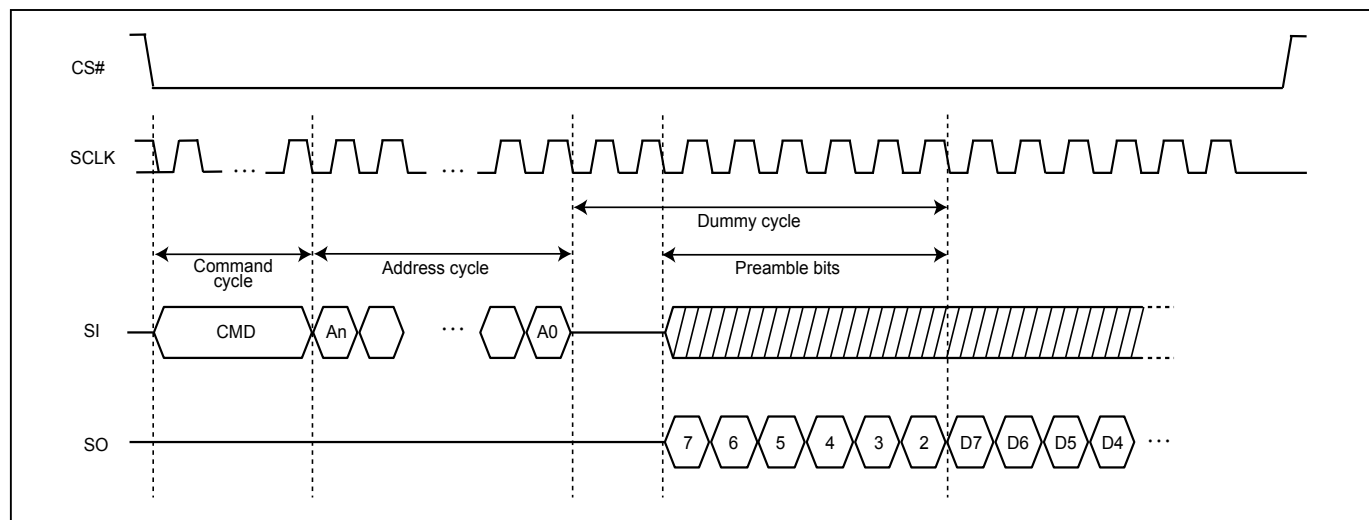 CS#
SCLK
... ...
Dummy cycle
Command
cycle
Address cycle
Preamble bits
SI
CMD An ... A0
SO
7 6 5 4 3 2 D7 D6 D5 D4 ...